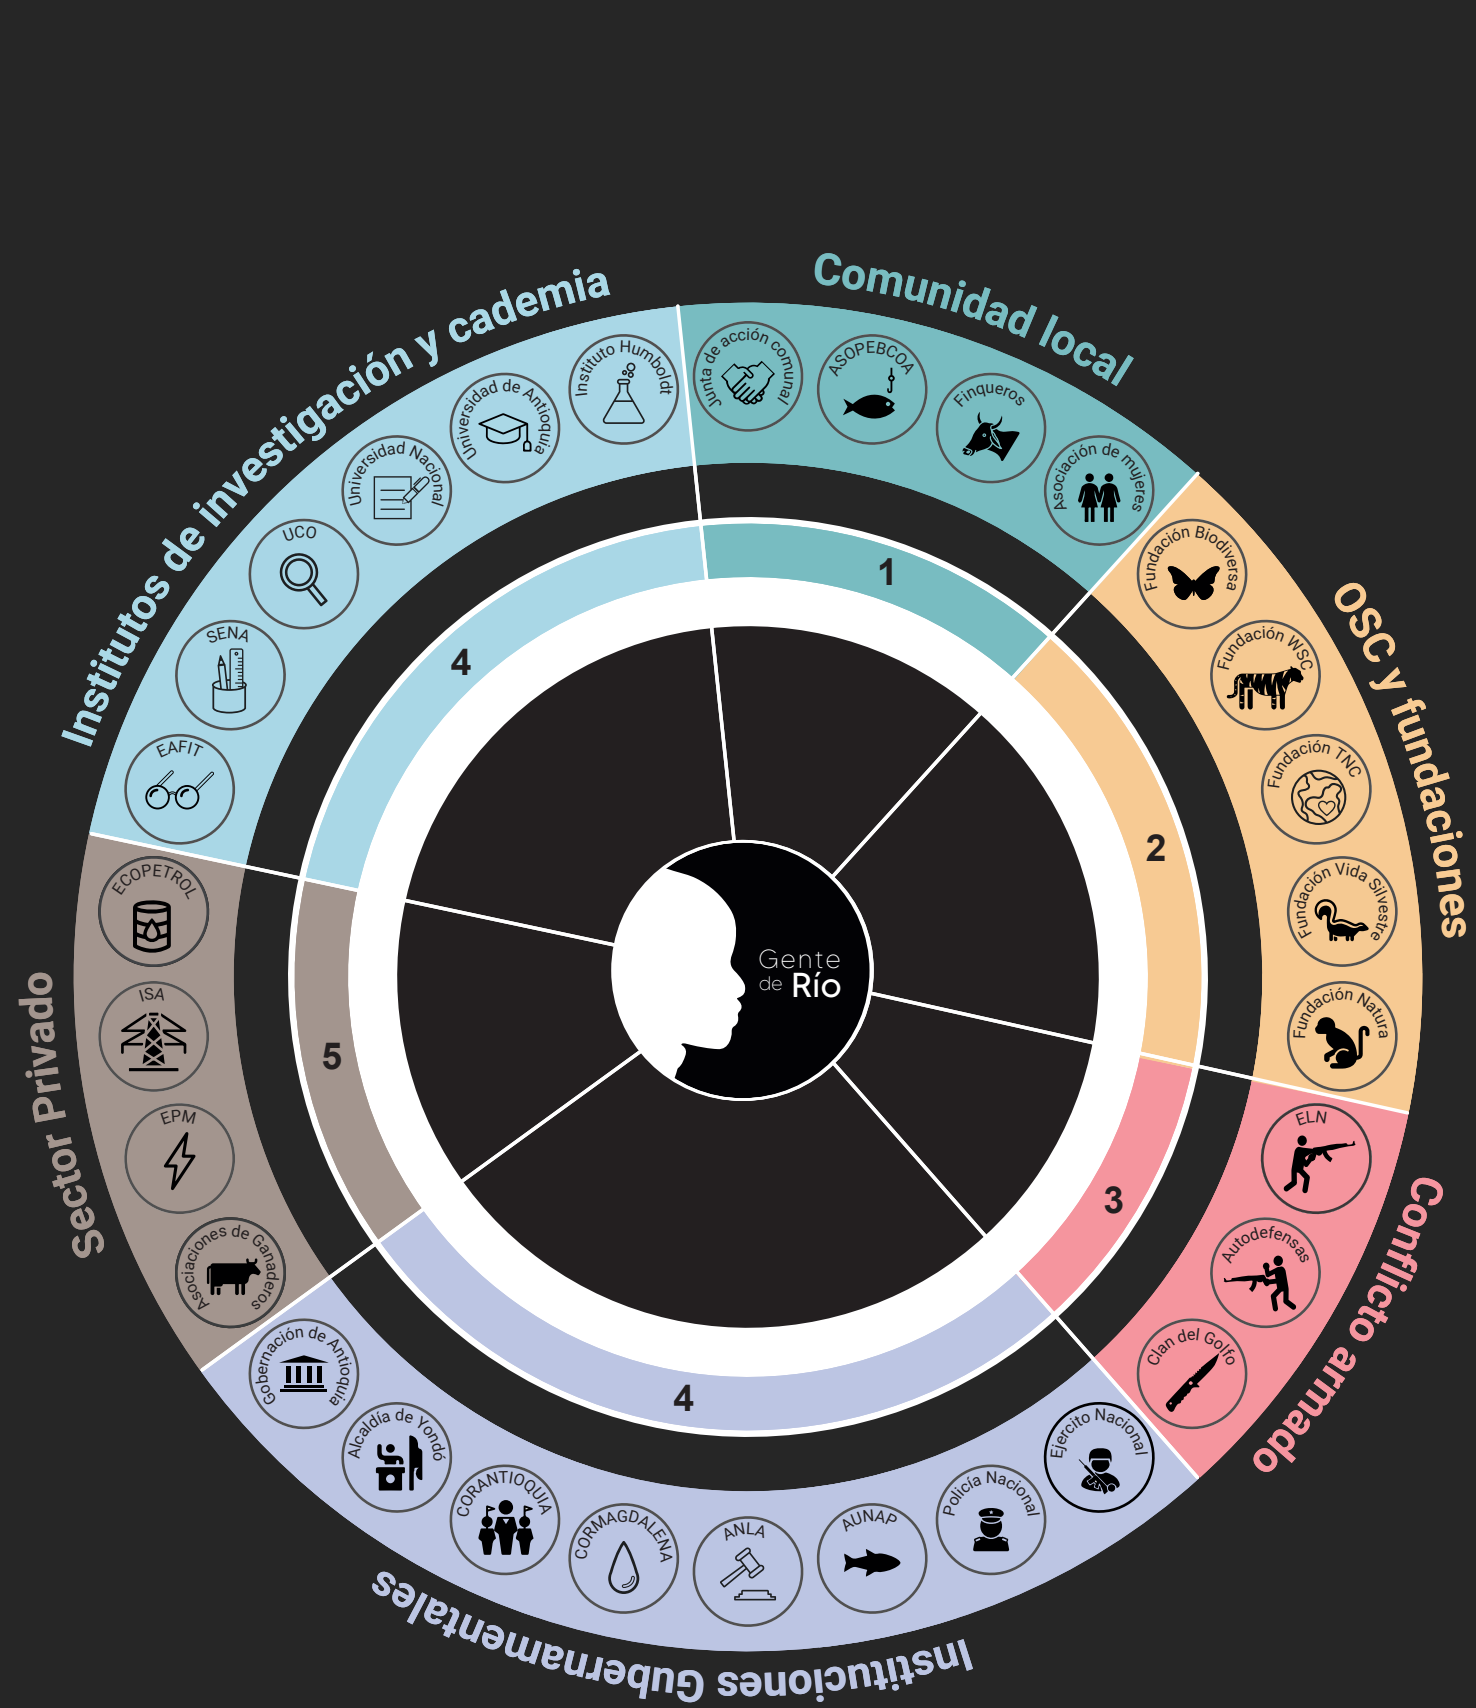 Comunidad local
Junta de acción comunal
ASOPEBCOA
Finqueros
Asociación de mujeres
1
OSC y fundaciones
Fundación Biodiversa
Fundación WSC
Fundación TNC
Fundación Vida Silvestre
Fundación Natura
2
Conflicto armado
ELN
Autodefensas
Clan del Golfo
3
Instituciones Gubernamentales
Ejercito Nacional
Policía Nacional
AUNAP
ANLA
CORMAGDALENA
CORANTIOQUIA
Alcaldía de Yondó
Gobernación de Antioquia
4
Sector Privado
Asociaciones de Ganaderos
EPM
ISA
ECOPETROL
5
Institutos de investigación y cademia
EAFIT
SENA
UCO
Universidad Nacional
Universidad de Antioquia
Instituto Humboldt
4
Gente
de Río